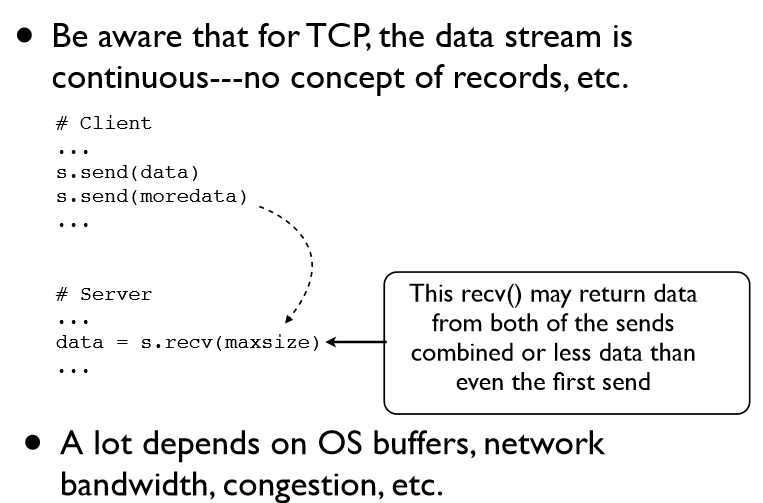 • Be aware that for TCP, the data stream is
continuous---no concept of records, etc.
# Client
...
s.send(data)
s.send(moredata)
...
# Server
...
data = s.recv(maxsize)
...
This recv() may return data
from both of the sends
combined or less data than
even the first send
• A lot depends on OS buffers, network
bandwidth, congestion, etc.